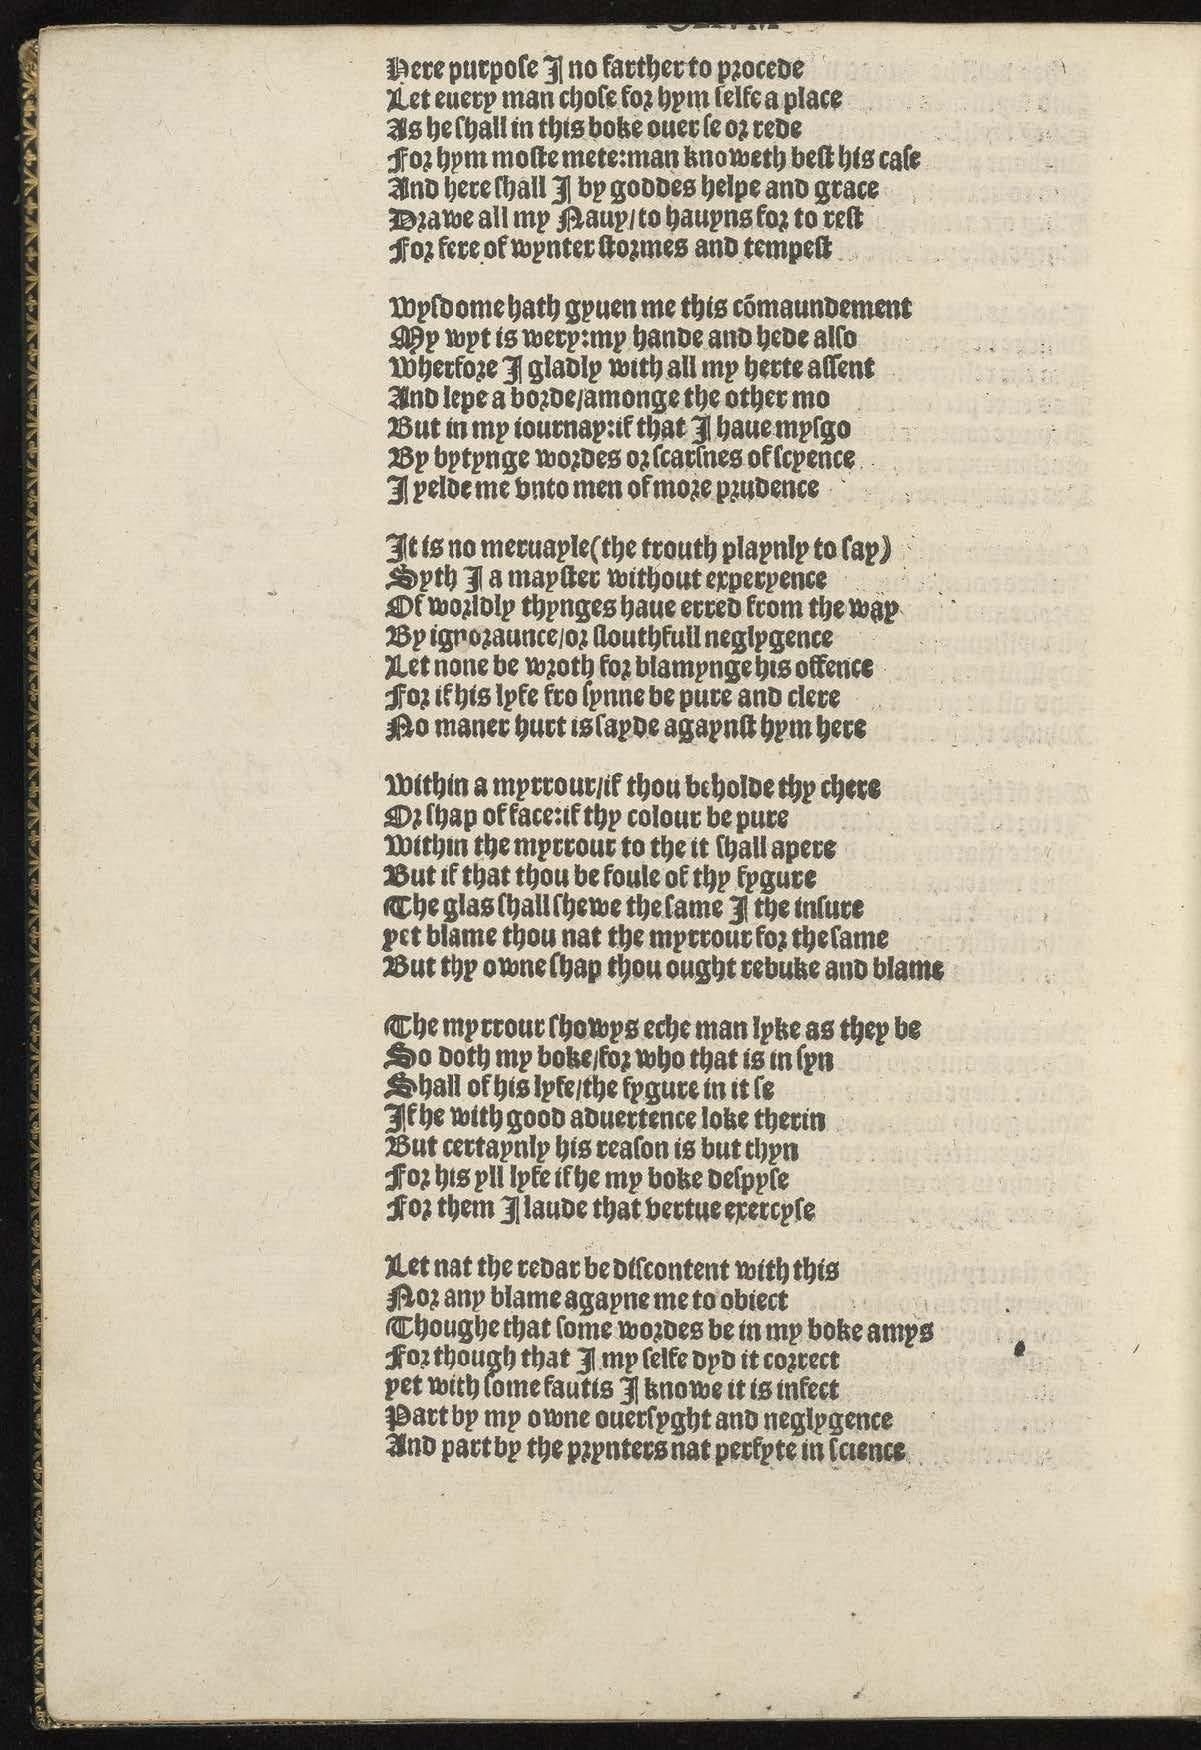 Here purpose I no farther to procede
Let euery man chose for hym selfe a place
As he shall in this boke ouer se or rede
For hym moste mete:man knoweth best his case
And here shall I by goddes helpe and grace
Drawe all my Nauy/to hauyns for to rest
For fere of wynter stormes and tempest
Wysdome hath gyuen me this cõmaundement
My wyt is wery:my hande and hede also
Wherfore I gladly with all my herte assent
And lepe a borde/amonge the other mo
But in my iournay:if that I haue mysgo
By bytynge wordes or scarsnes of scyence
I yelde me vnto men of more prudence
It is no meruayle(the trouth playnly to say)
Syth I a mayster without experyence
Of worldly thynges haue erred from the way
By ignoraunce/or slouthfull neglygence
Let none be wroth for blamynge his offence
For if his lyfe fro synne be pure and clere
No maner hurt is sayde agaynst hym here
Within a myrrour/if thou beholde thy chere
Or shap of face:if thy colour be pure
Within the myrrour to the it shall apere
But if that thou be foule of thy fygure
The glas shall shewe the same I the insure
yet blame thou nat the myrrour for the same
But thy owne shap thou ought rebuke and blame
The myrrour showys eche man lyke as they be
So doth my boke/for who that is in syn
Shall of his lyfe/the fygure in it se
If he with good aduertence loke therin
But certaynly his reason is but thyn
For his yll lyfe if he my boke despyse
For them I laude that vertue exercyse
Let nat the redar be discontent with this
Nor any blame agayne me to obiect
Thoughe that some wordes be in my boke amys
For though that I my selfe dyd it correct
yet with some fautis I knowe it is infect
Part by my owne ouersyght and neglygence
And part by the prynters nat perfyte in science